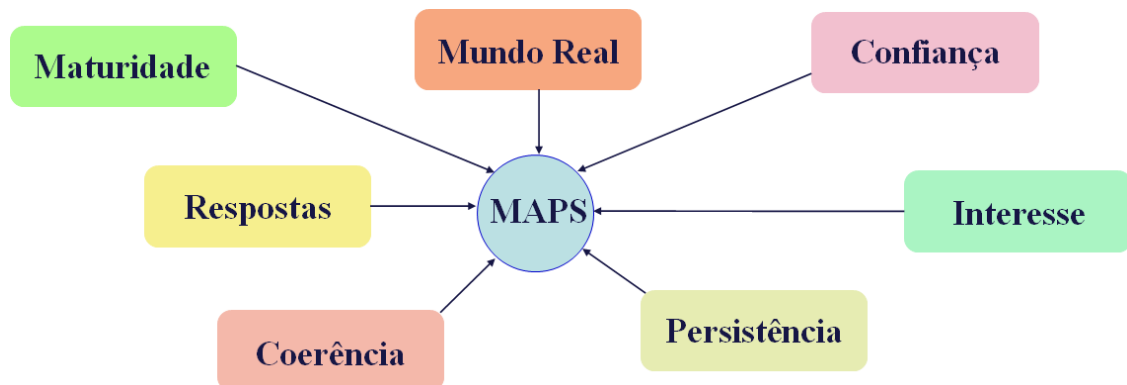 Mundo Real
Confiança
Maturidade
Respostas
MAPS
Interesse
Persistência
Coerência